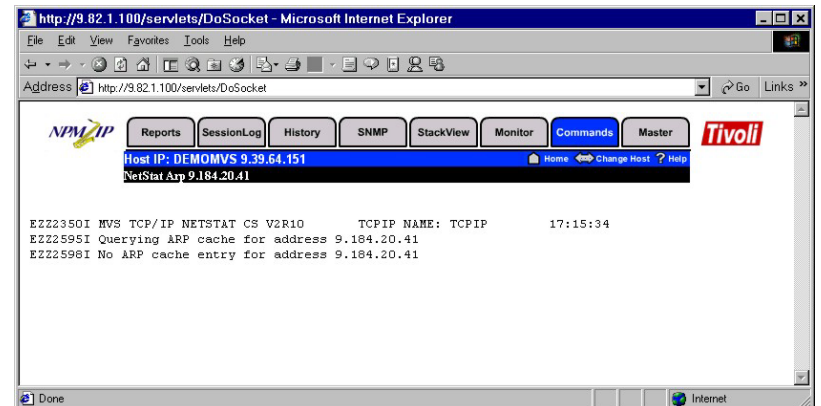 http://9.82.1.100/servlets/DoSocket - Microsoft Internet Explorer
File Edit View Favorites Tools Help
Address http://9.82.1.100/servlets/DoSocket Go Links »
NPM/IP Reports SessionLog History SNMP StackView Monitor Commands Master Tivoli
Host IP: DEMOMVS 9.39.64.151 Home Change Host ? Help
NetStat Arp 9.184.20.41
EZZ2350I MVS TCP/IP NETSTAT CS V2R10 TCPIP NAME: TCPIP 17:15:34
EZZ2595I Querying ARP cache for address 9.184.20.41
EZZ2598I No ARP cache entry for address 9.184.20.41
Done Internet